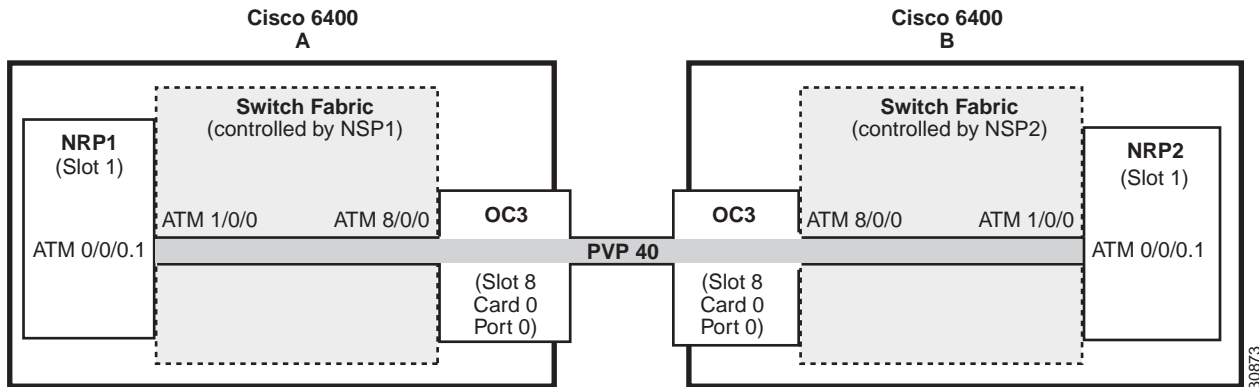 Cisco 6400
A
Cisco 6400
B
Switch Fabric
(controlled by NSP1)
Switch Fabric
(controlled by NSP2)
NRP1
(Slot 1)
NRP2
(Slot 1)
ATM 1/0/0
ATM 8/0/0
OC3
OC3
ATM 8/0/0
ATM 1/0/0
ATM 0/0/0.1
PVP 40
ATM 0/0/0.1
(Slot 8
Card 0
Port 0)
(Slot 8
Card 0
Port 0)